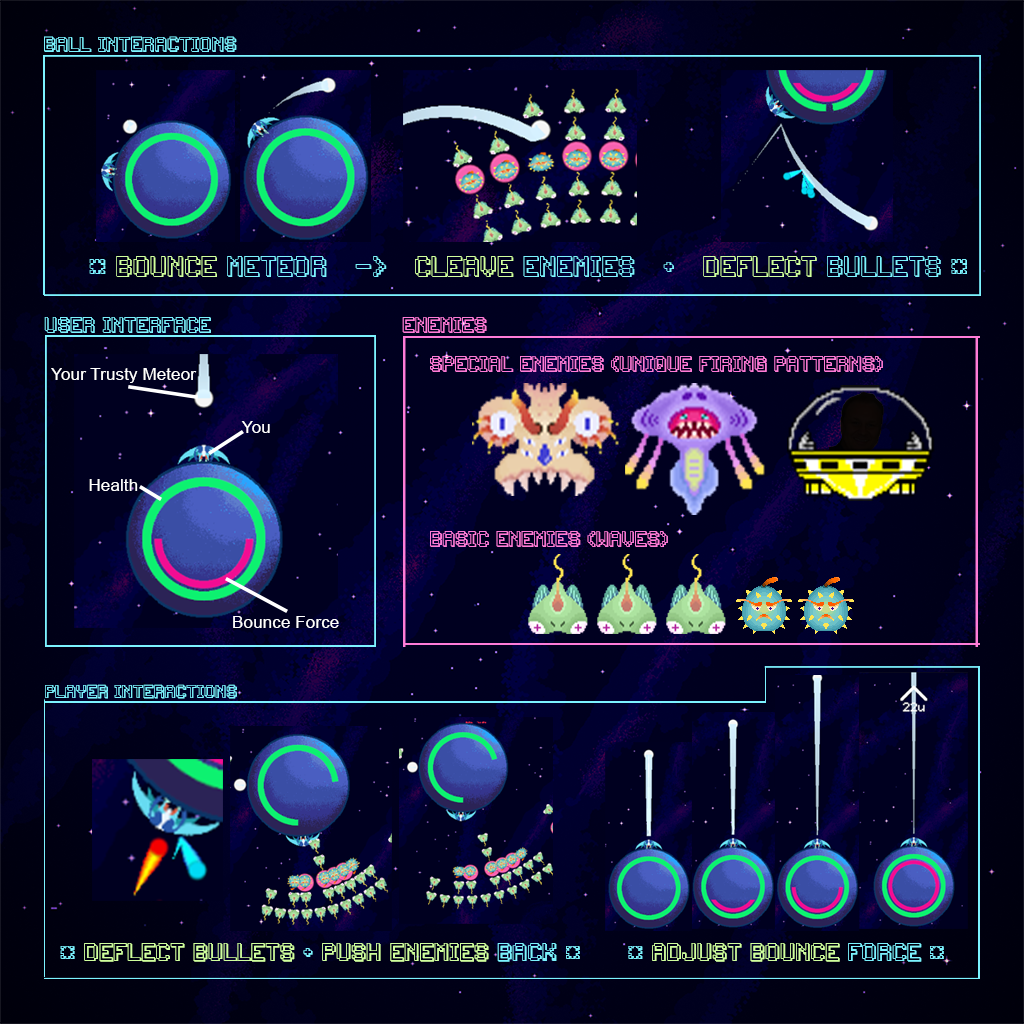 BALL INTERACTIONS
BOUNCE METEOR -> CLEAVE ENEMIES + DEFLECT BULLETS
USER INTERFACE
Your Trusty Meteor
You
Health
Bounce Force
ENEMIES
SPECIAL ENEMIES (UNIQUE FIRING PATTERNS)
BASIC ENEMIES (WAVES)
PLAYER INTERACTIONS
22u
DEFLECT BULLETS + PUSH ENEMIES BACK
ADJUST BOUNCE FORCE